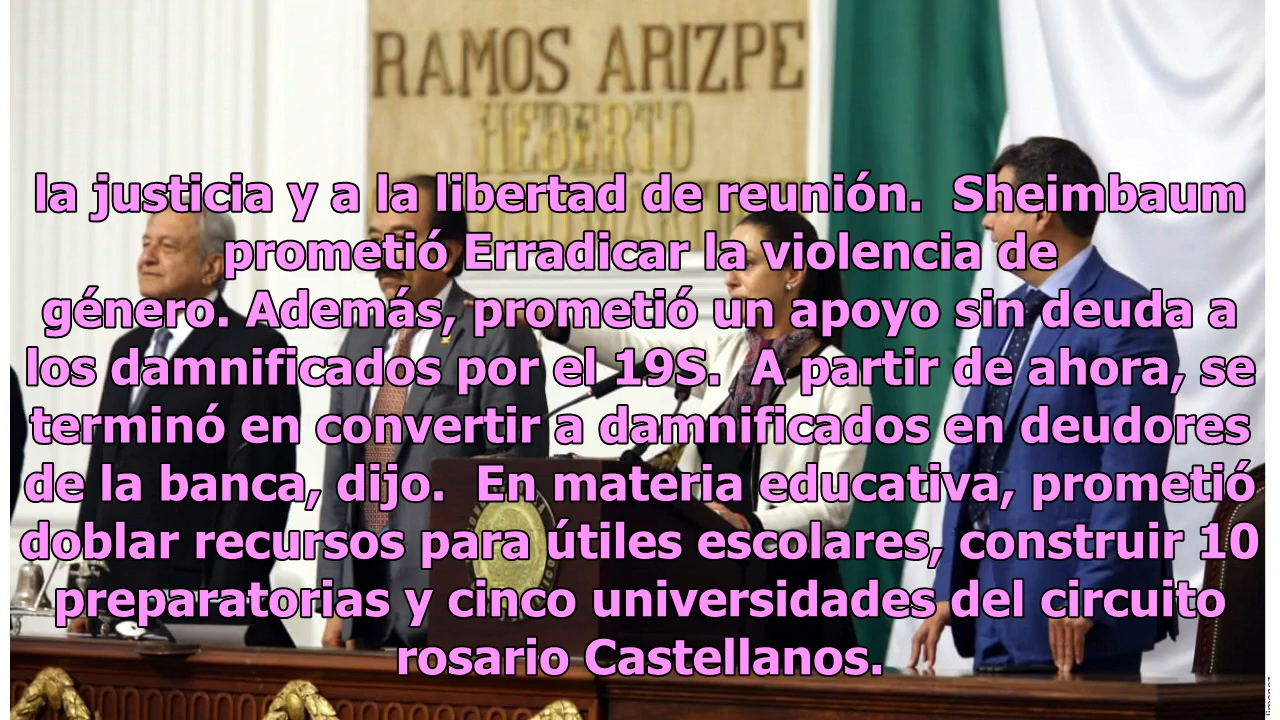 RAMOS ARIZPE
HEBERTO
la justicia y a la libertad de reunión.  Sheimbaum
prometió Erradicar la violencia de
género. Además, prometió un apoyo sin deuda a
los damnificados por el 19S.  A partir de ahora, se
terminó en convertir a damnificados en deudores
de la banca, dijo.  En materia educativa, prometió
doblar recursos para útiles escolares, construir 10
preparatorias y cinco universidades del circuito
rosario Castellanos.